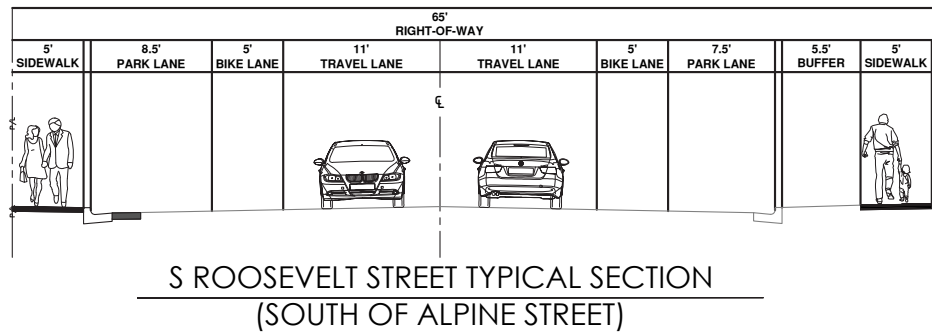 65'
RIGHT-OF-WAY
5' 8.5' 5' 11' 11' 5' 7.5' 5.5' 5'
SIDEWALK PARK LANE BIKE LANE TRAVEL LANE TRAVEL LANE BIKE LANE PARK LANE BUFFER SIDEWALK
S ROOSEVELT STREET TYPICAL SECTION
(SOUTH OF ALPINE STREET)